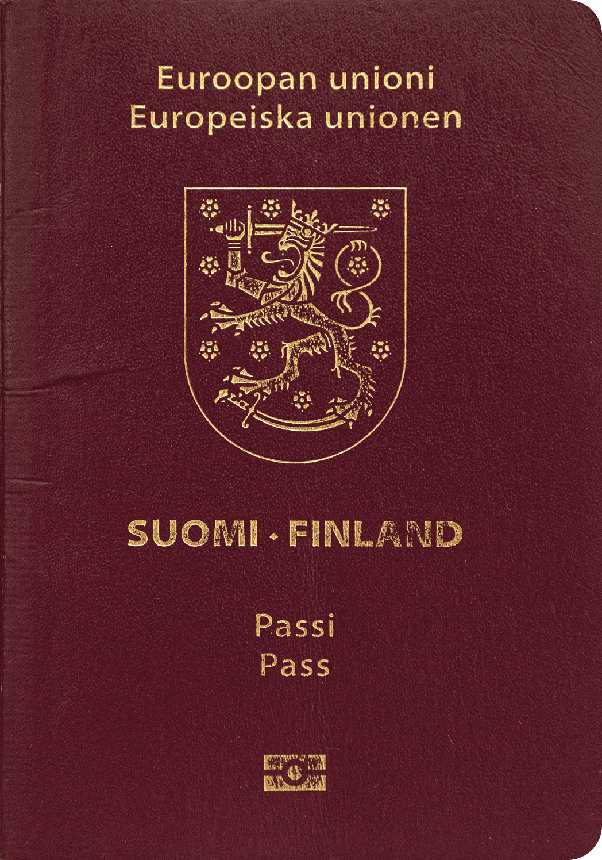 Euroopan unioni
Europeiska unionen
SUOMI · FINLAND
Passi
Pass